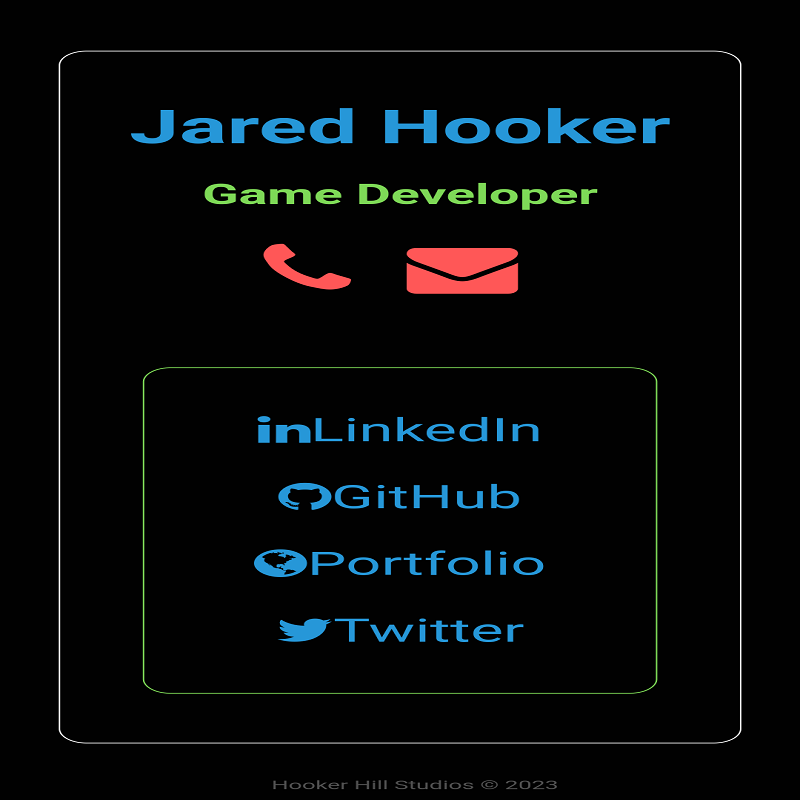 Jared Hooker
Game Developer
LinkedIn
GitHub
Portfolio
Twitter
Hooker Hill Studios © 2023